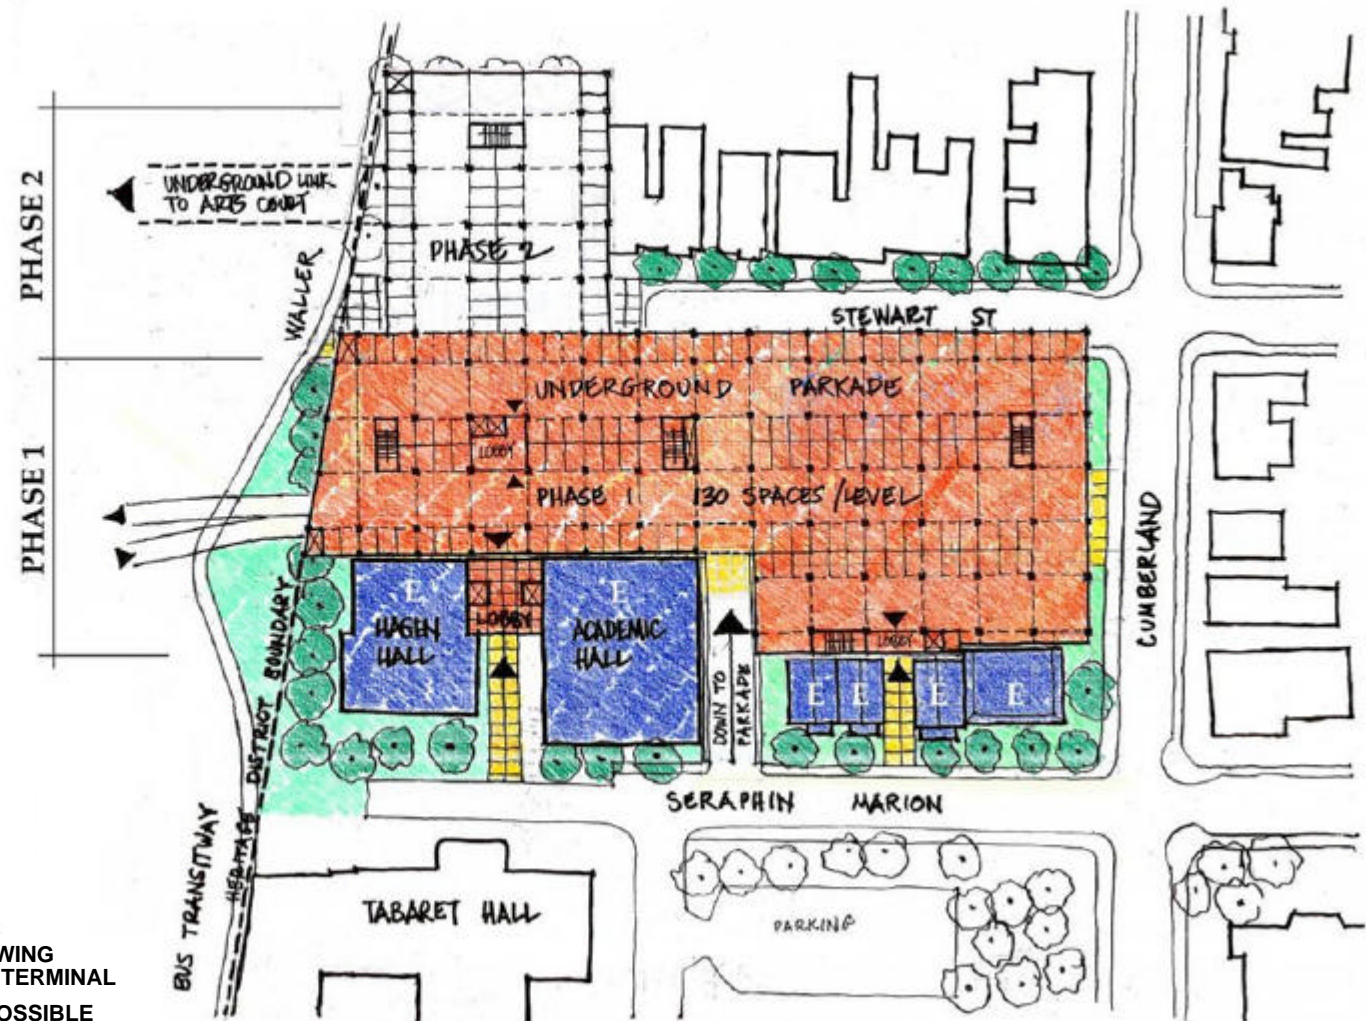 PHASE 2
UNDERGROUND LINK
TO ARTS COURT
PHASE 2
WALLER
STEWART ST
UNDERGROUND PARKADE
LOBBY
PHASE 1
PHASE 1 130 SPACES/LEVEL
CUMBERLAND
E
HAGEN
HALL
LOBBY
E
ACADEMIC
HALL
DOWN TO
PARKADE
LOBBY
E
E
E
E
HERITAGE DISTRICT BOUNDARY
SERAPHIN MARION
BUS TRANSITWAY
TABARET HALL
PARKING
WING
TERMINAL
OSSIBLE